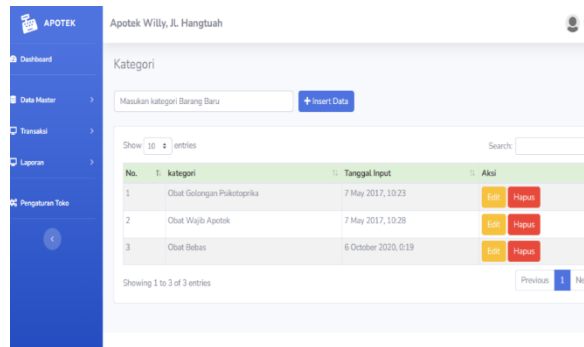 APOTEK
Apotek Willy, JL. Hangtuah
Dashboard
Data Master
Transaksi
Laporan
Pengaturan Toko
Kategori
Masukan kategori Barang Baru
+ Insert Data
Show 10 entries
Search:
No. kategori Tanggal Input Aksi
1 Obat Golongan Psikotoprika 7 May 2017, 10:23 Edit Hapus
2 Obat Wajib Apotek 7 May 2017, 10:28 Edit Hapus
3 Obat Bebas 6 October 2020, 0:19 Edit Hapus
Showing 1 to 3 of 3 entries
Previous 1 Ne